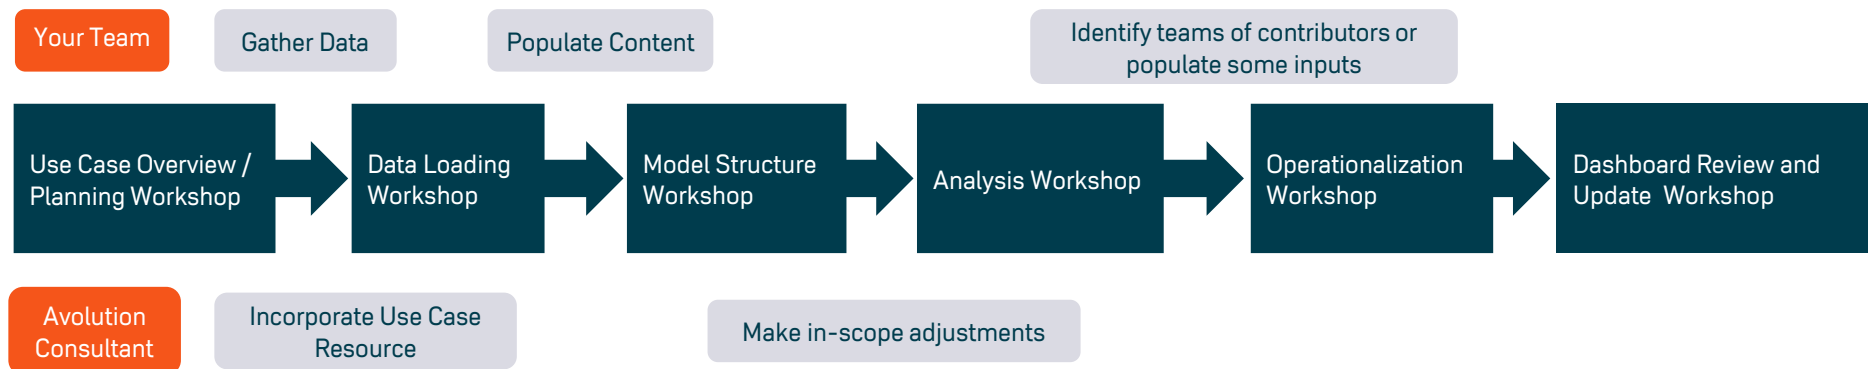 Your Team
Gather Data
Populate Content
Identify teams of contributors or
populate some inputs
Use Case Overview /
Planning Workshop
Data Loading
Workshop
Model Structure
Workshop
Analysis Workshop
Operationalization
Workshop
Dashboard Review and
Update  Workshop
Avolution
Consultant
Incorporate Use Case
Resource
Make in-scope adjustments